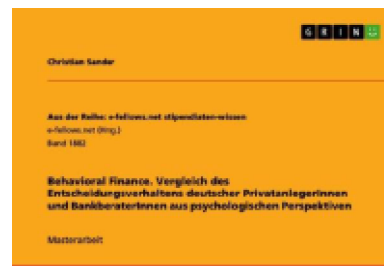 GRIN
Christian Sander
Aus der Reihe: e-fellows.net stipendiaten-wissen
e-fellows.net (Hrsg.)
Band 1882
Behavioral Finance. Vergleich des
Entscheidungsverhaltens deutscher PrivatanlegerInnen
und BankberaterInnen aus psychologischen Perspektiven
Masterarbeit